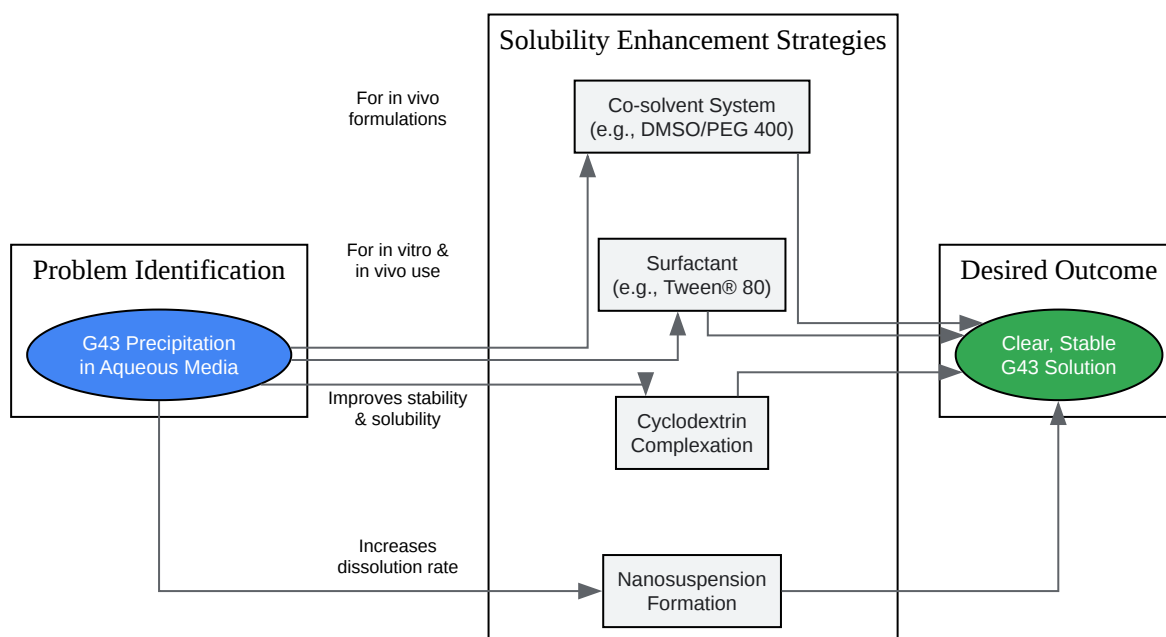 Solubility Enhancement Strategies
For in vivo
formulations
Co-solvent System
(e.g., DMSO/PEG 400)
For in vitro &
in vivo use
Surfactant
(e.g., Tween® 80)
Problem Identification
G43 Precipitation
in Aqueous Media
Desired Outcome
Clear, Stable
G43 Solution
Improves stability
& solubility
Cyclodextrin
Complexation
Increases
dissolution rate
Nanosuspension
Formation